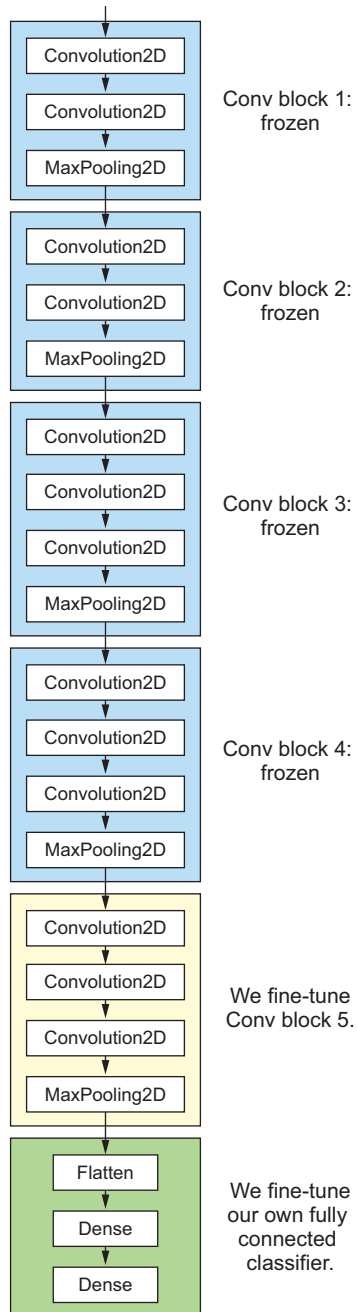 Convolution2D
Convolution2D
MaxPooling2D
Conv block 1:
frozen
Convolution2D
Convolution2D
MaxPooling2D
Conv block 2:
frozen
Convolution2D
Convolution2D
Convolution2D
MaxPooling2D
Conv block 3:
frozen
Convolution2D
Convolution2D
Convolution2D
MaxPooling2D
Conv block 4:
frozen
Convolution2D
Convolution2D
Convolution2D
MaxPooling2D
We fine-tune
Conv block 5.
Flatten
Dense
Dense
We fine-tune
our own fully
connected
classifier.